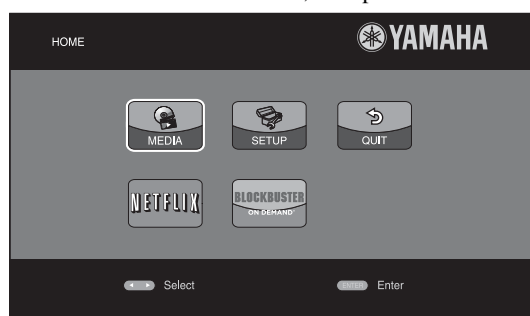 HOME
YAMAHA
MEDIA
SETUP
QUIT
NETFLIX
BLOCKBUSTER
ON DEMAND
Select
ENTER Enter